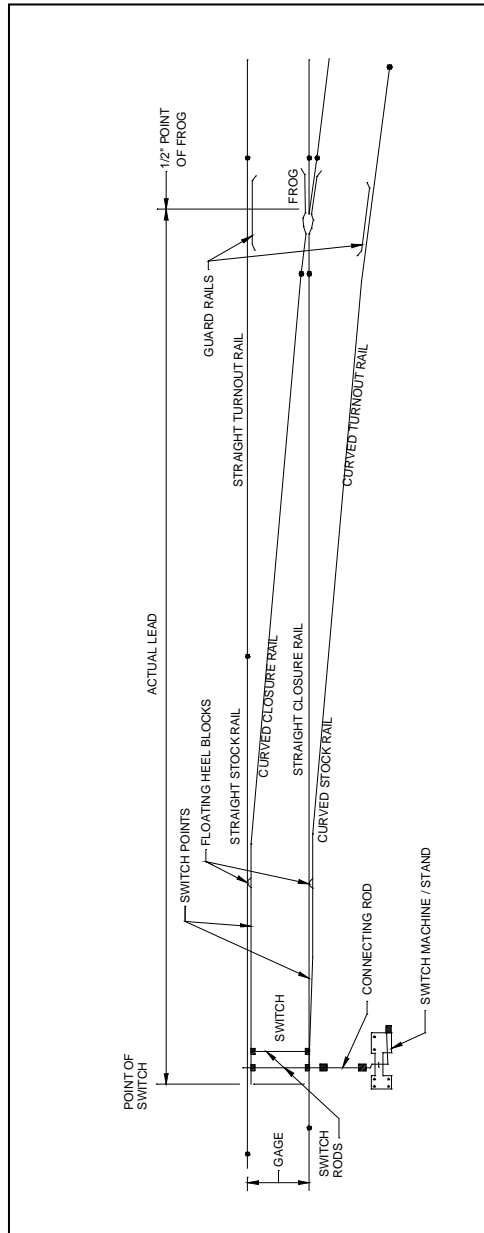 1/2" POINT
OF FROG
FROG
GUARD RAILS
STRAIGHT TURNOUT RAIL
CURVED TURNOUT RAIL
ACTUAL LEAD
STRAIGHT STOCK RAIL
CURVED CLOSURE RAIL
STRAIGHT CLOSURE RAIL
CURVED STOCK RAIL
FLOATING HEEL BLOCKS
SWITCH POINTS
SWITCH
CONNECTING ROD
SWITCH MACHINE / STAND
POINT OF
SWITCH
GAGE
SWITCH
RODS